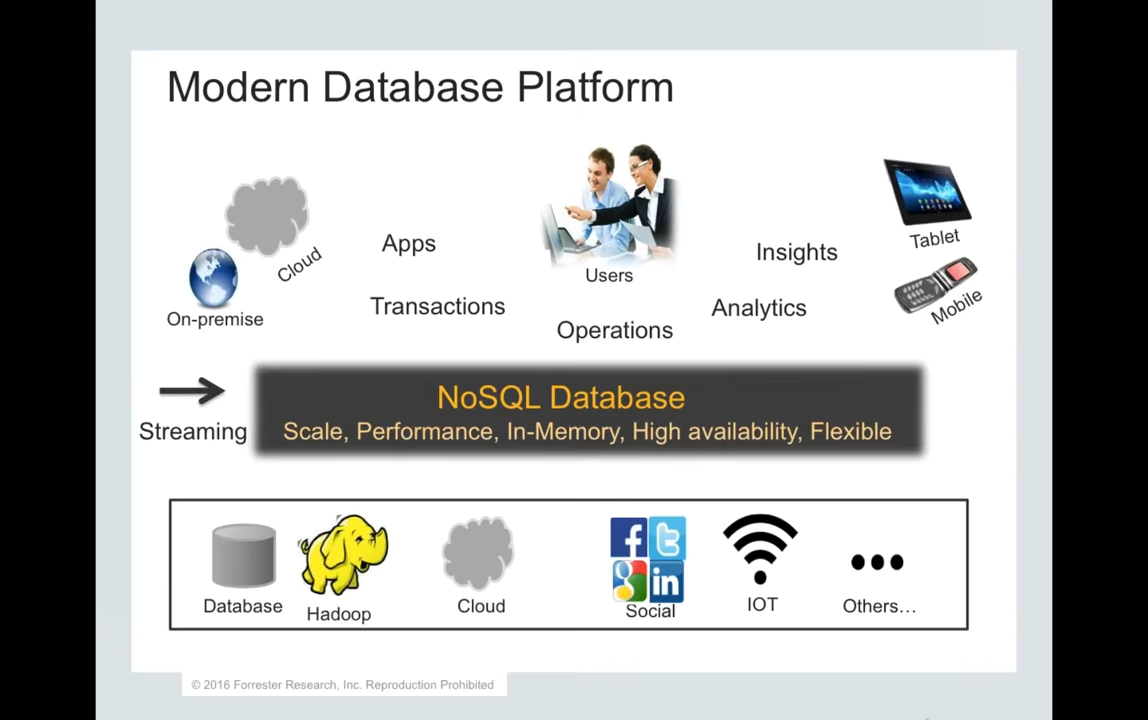 Modern Database Platform
Cloud
On-premise
Apps
Transactions
Users
Operations
Insights
Analytics
Tablet
Mobile
Streaming
NoSQL Database
Scale, Performance, In-Memory, High availability, Flexible
Database
Hadoop
Cloud
f
t
g
in
Social
IOT
Others…
© 2016 Forrester Research, Inc. Reproduction Prohibited